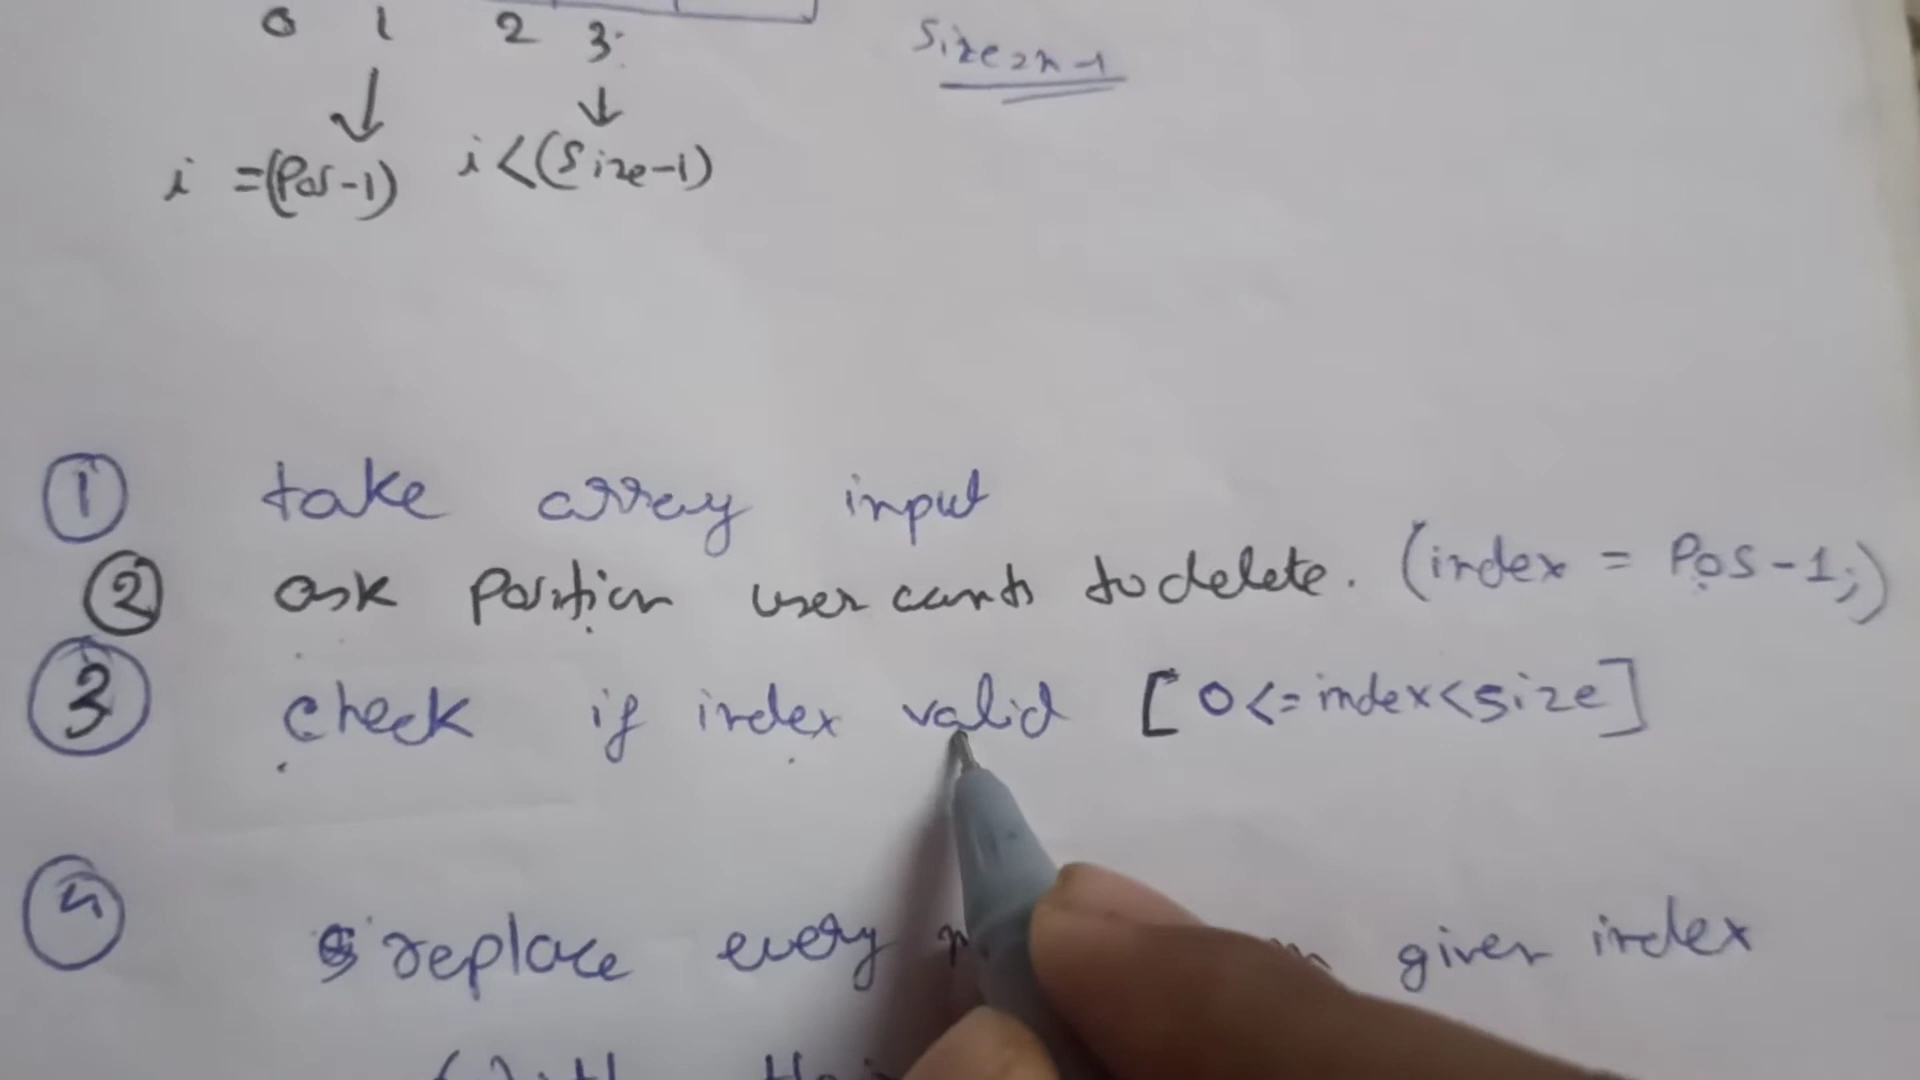 0 1 2 3
size = n-1
i = (Pos-1) i < (Size-1)
① take array input
② ask position user wants to delete. (index = Pos-1;)
③ check if index valid [0 <= index < size]
④ replace every given index